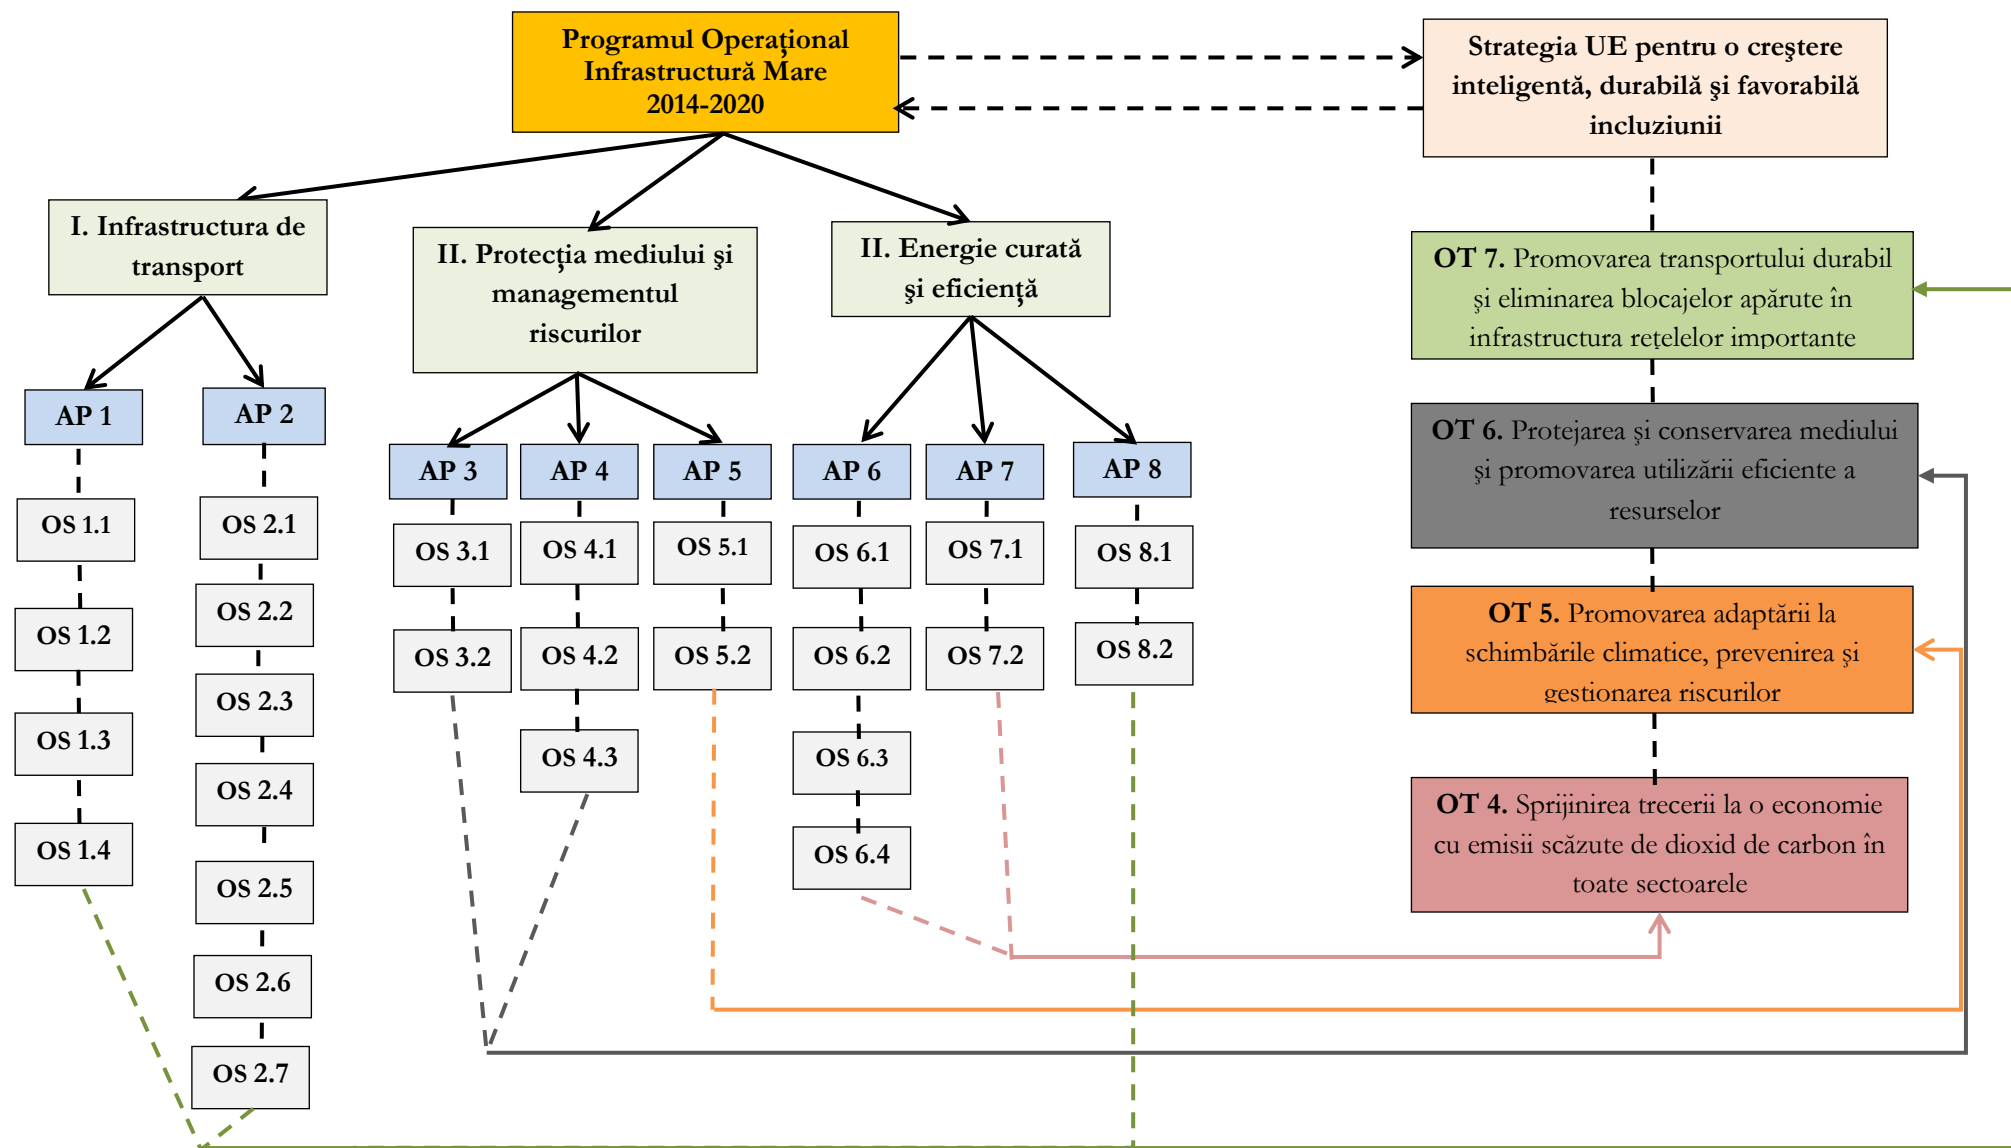 Programul Operațional
Infrastructură Mare
2014-2020
Strategia UE pentru o creştere
inteligentă, durabilă şi favorabilă
incluziunii
I. Infrastructura de
transport
II. Protecția mediului şi
managementul
riscurilor
II. Energie curată
şi eficiență
OT 7. Promovarea transportului durabil
şi eliminarea blocajelor apărute în
infrastructura rețelelor importante
AP 1
AP 2
OT 6. Protejarea şi conservarea mediului
şi promovarea utilizării eficiente a
resurselor
AP 3
AP 4
AP 5
AP 6
AP 7
AP 8
OS 1.1
OS 1.2
OS 1.3
OS 1.4
OS 2.1
OS 2.2
OS 2.3
OS 2.4
OS 2.5
OS 2.6
OS 2.7
OS 3.1
OS 3.2
OS 4.1
OS 4.2
OS 4.3
OS 5.1
OS 5.2
OS 6.1
OS 6.2
OS 6.3
OS 6.4
OS 7.1
OS 7.2
OS 8.1
OS 8.2
OT 5. Promovarea adaptării la
schimbările climatice, prevenirea şi
gestionarea riscurilor
OT 4. Sprijinirea trecerii la o economie
cu emisii scăzute de dioxid de carbon în
toate sectoarele